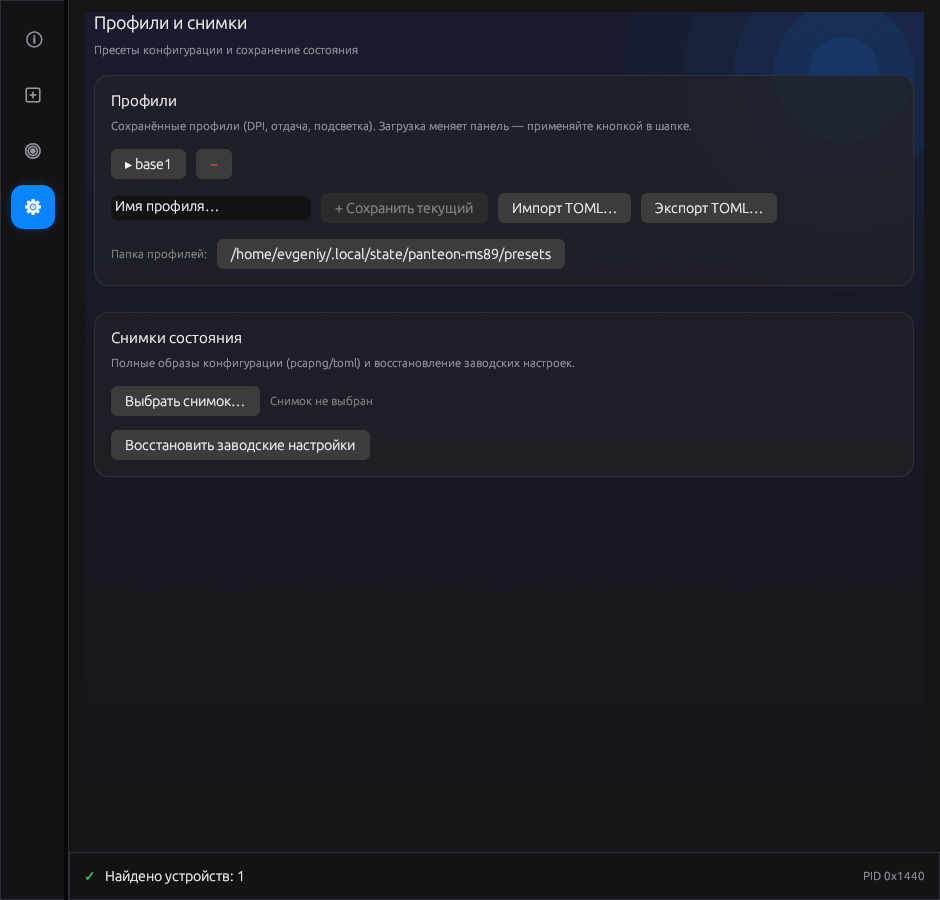 Профили и снимки
Пресеты конфигурации и сохранение состояния
Профили
Сохранённые профили (DPI, отдача, подсветка). Загрузка меняет панель — применяйте кнопкой в шапке.
▸ base1 −
Имя профиля… + Сохранить текущий Импорт TOML… Экспорт TOML…
Папка профилей: /home/evgeniy/.local/state/panteon-ms89/presets
Снимки состояния
Полные образы конфигурации (pcapng/toml) и восстановление заводских настроек.
Выбрать снимок… Снимок не выбран
Восстановить заводские настройки
✓ Найдено устройств: 1 PID 0x1440